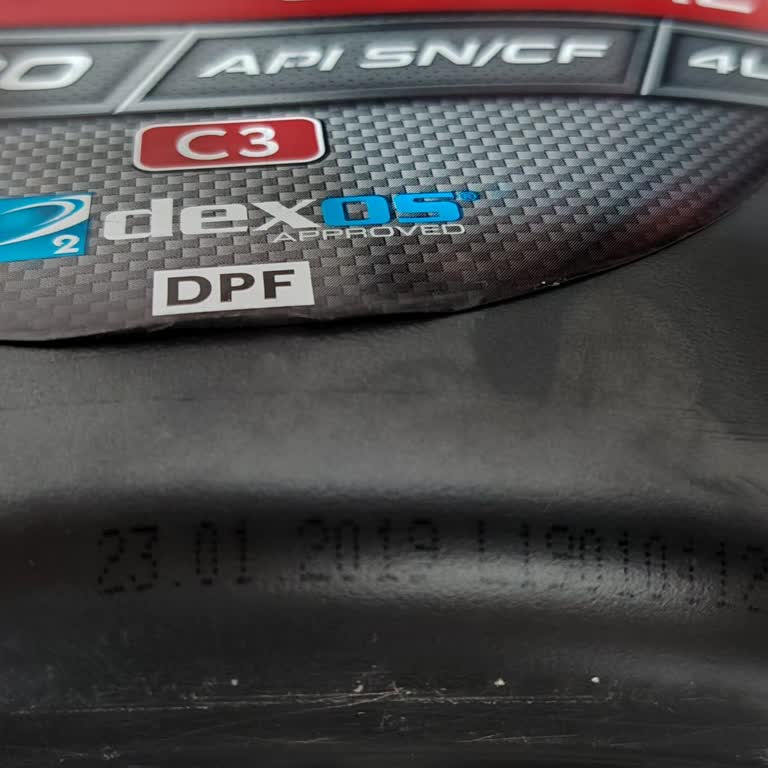 API SN/CF
C3
2 dexos®
APPROVED
DPF
23.01.2019